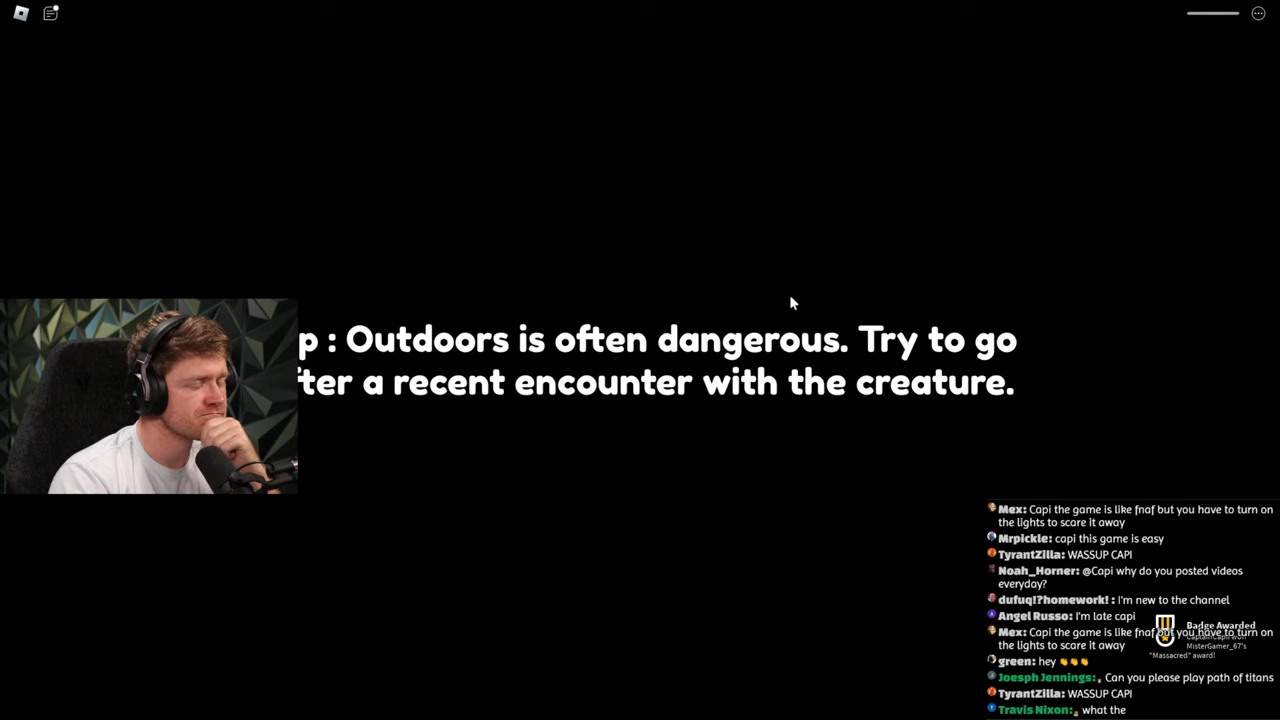 p : Outdoors is often dangerous. Try to go
ter a recent encounter with the creature.
Mex: Capi the game is like fnaf but you have to turn on
the lights to scare it away
Mrpickle: capi this game is easy
TyrantZilla: WASSUP CAPI
Noah_Horner: @Capi why do you posted videos
everyday?
dufuq!?homework! : I'm new to the channel
Angel Russo: I'm late capi
Mex: Capi the game is like fnaf but you have to turn on
the lights to scare it away
Badge Awarded
MisterGamer_67's
"Massacred" award!
green: hey 👏👏👏
Joesph Jennings: Can you please play path of titans
TyrantZilla: WASSUP CAPI
Travis Nixon: what the